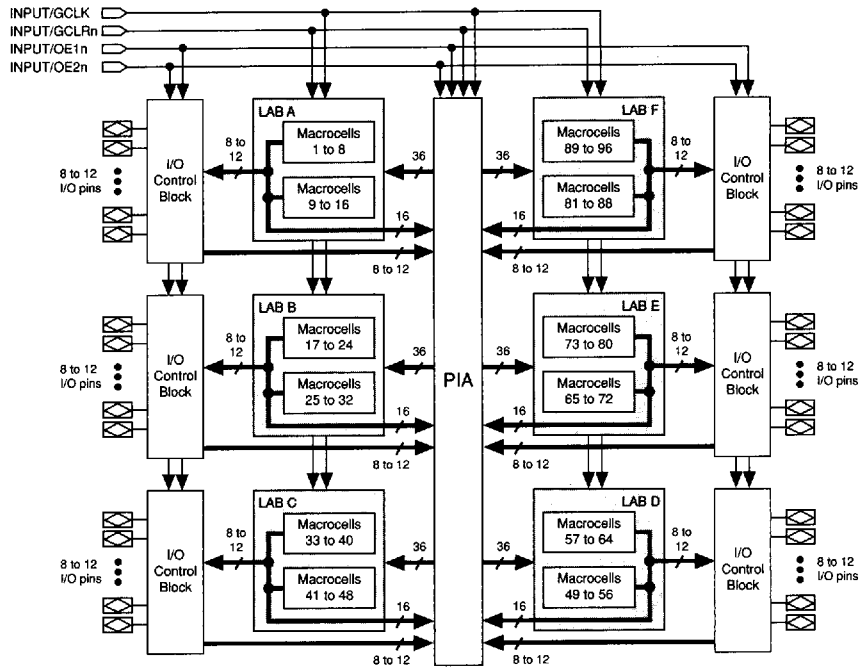 INPUT/GCLK
INPUT/GCLRn
INPUT/OE1n
INPUT/OE2n
LAB A
Macrocells
1 to 8
Macrocells
9 to 16
8 to
12
I/O
Control
Block
8 to 12
I/O pins
36
16
8 to 12
LAB F
Macrocells
89 to 96
Macrocells
81 to 88
36
8 to
12
I/O
Control
Block
8 to 12
I/O pins
16
8 to 12
LAB B
Macrocells
17 to 24
Macrocells
25 to 32
8 to
12
I/O
Control
Block
8 to 12
I/O pins
36
16
8 to 12
PIA
LAB E
Macrocells
73 to 80
Macrocells
65 to 72
36
8 to
12
I/O
Control
Block
8 to 12
I/O pins
16
8 to 12
LAB C
Macrocells
33 to 40
Macrocells
41 to 48
8 to
12
I/O
Control
Block
8 to 12
I/O pins
36
16
8 to 12
LAB D
Macrocells
57 to 64
Macrocells
49 to 56
36
8 to
12
I/O
Control
Block
8 to 12
I/O pins
16
8 to 12